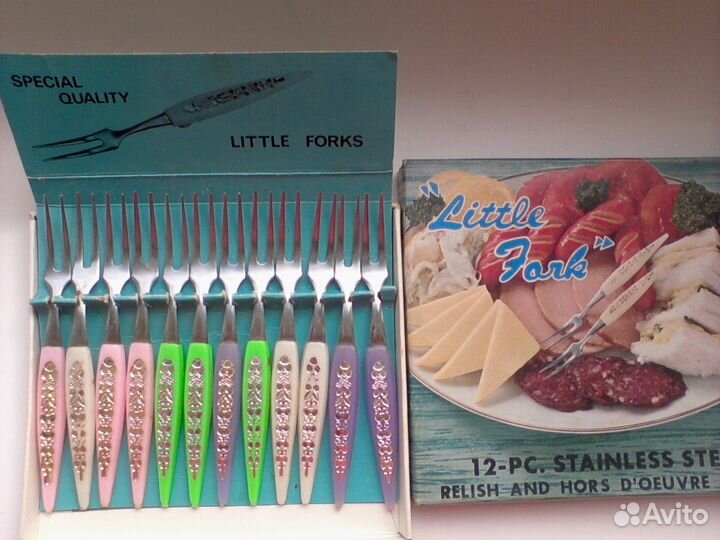 SPECIAL
QUALITY
LITTLE FORKS
"Little
Fork"
12-PC. STAINLESS STE
RELISH AND HORS D'OEUVRE
Avito